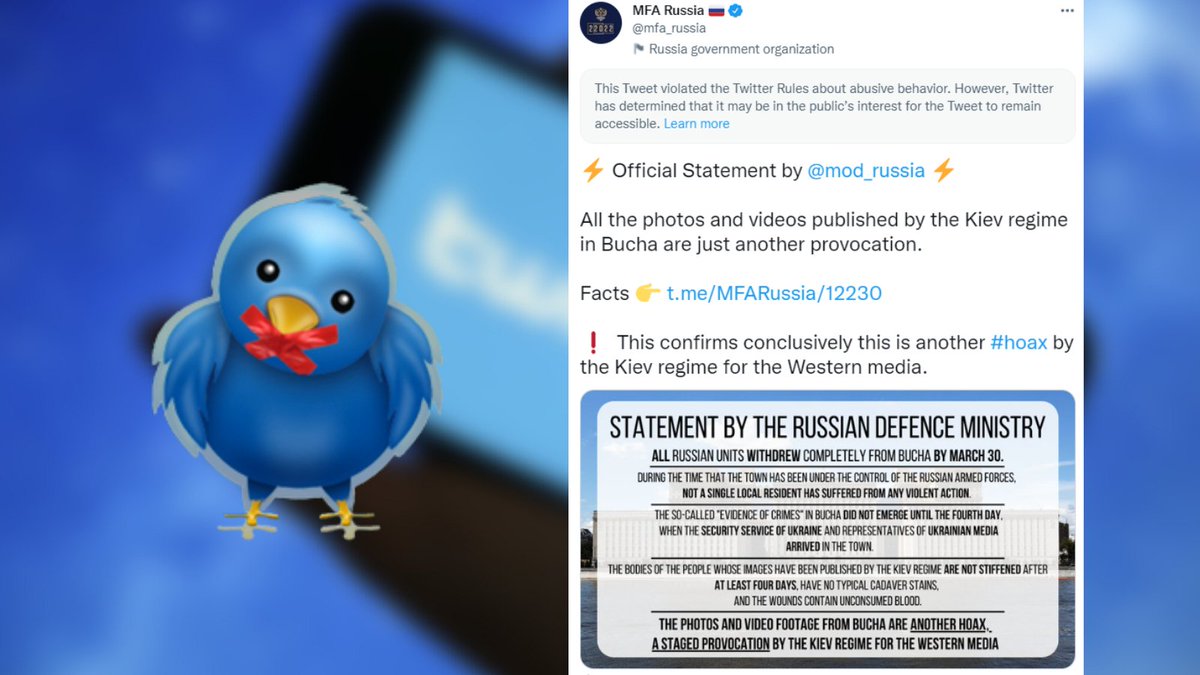 MFA Russia
@mfa_russia
Russia government organization
This Tweet violated the Twitter Rules about abusive behavior. However, Twitter
has determined that it may be in the public's interest for the Tweet to remain
accessible. Learn more
⚡ Official Statement by @mod_russia ⚡
All the photos and videos published by the Kiev regime
in Bucha are just another provocation.
Facts 👉 t.me/MFARussia/12230
❗ This confirms conclusively this is another #hoax by
the Kiev regime for the Western media.
STATEMENT BY THE RUSSIAN DEFENCE MINISTRY
ALL RUSSIAN UNITS WITHDREW COMPLETELY FROM BUCHA BY MARCH 30.
DURING THE TIME THAT THE TOWN HAS BEEN UNDER THE CONTROL OF THE RUSSIAN ARMED FORCES,
NOT A SINGLE LOCAL RESIDENT HAS SUFFERED FROM ANY VIOLENT ACTION.
THE SO-CALLED "EVIDENCE OF CRIMES" IN BUCHA DID NOT EMERGE UNTIL THE FOURTH DAY,
WHEN THE SECURITY SERVICE OF UKRAINE AND REPRESENTATIVES OF UKRAINIAN MEDIA
ARRIVED IN THE TOWN.
THE BODIES OF THE PEOPLE WHOSE IMAGES HAVE BEEN PUBLISHED BY THE KIEV REGIME ARE NOT STIFFENED AFTER
AT LEAST FOUR DAYS, HAVE NO TYPICAL CADAVER STAINS,
AND THE WOUNDS CONTAIN UNCONSUMED BLOOD.
THE PHOTOS AND VIDEO FOOTAGE FROM BUCHA ARE ANOTHER HOAX,
A STAGED PROVOCATION BY THE KIEV REGIME FOR THE WESTERN MEDIA